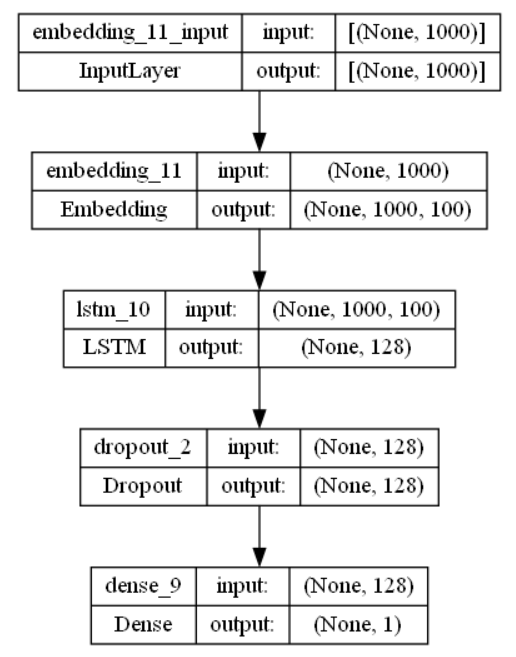 embedding_11_input input: [(None, 1000)]
InputLayer output: [(None, 1000)]
embedding_11 input: (None, 1000)
Embedding output: (None, 1000, 100)
lstm_10 input: (None, 1000, 100)
LSTM output: (None, 128)
dropout_2 input: (None, 128)
Dropout output: (None, 128)
dense_9 input: (None, 128)
Dense output: (None, 1)